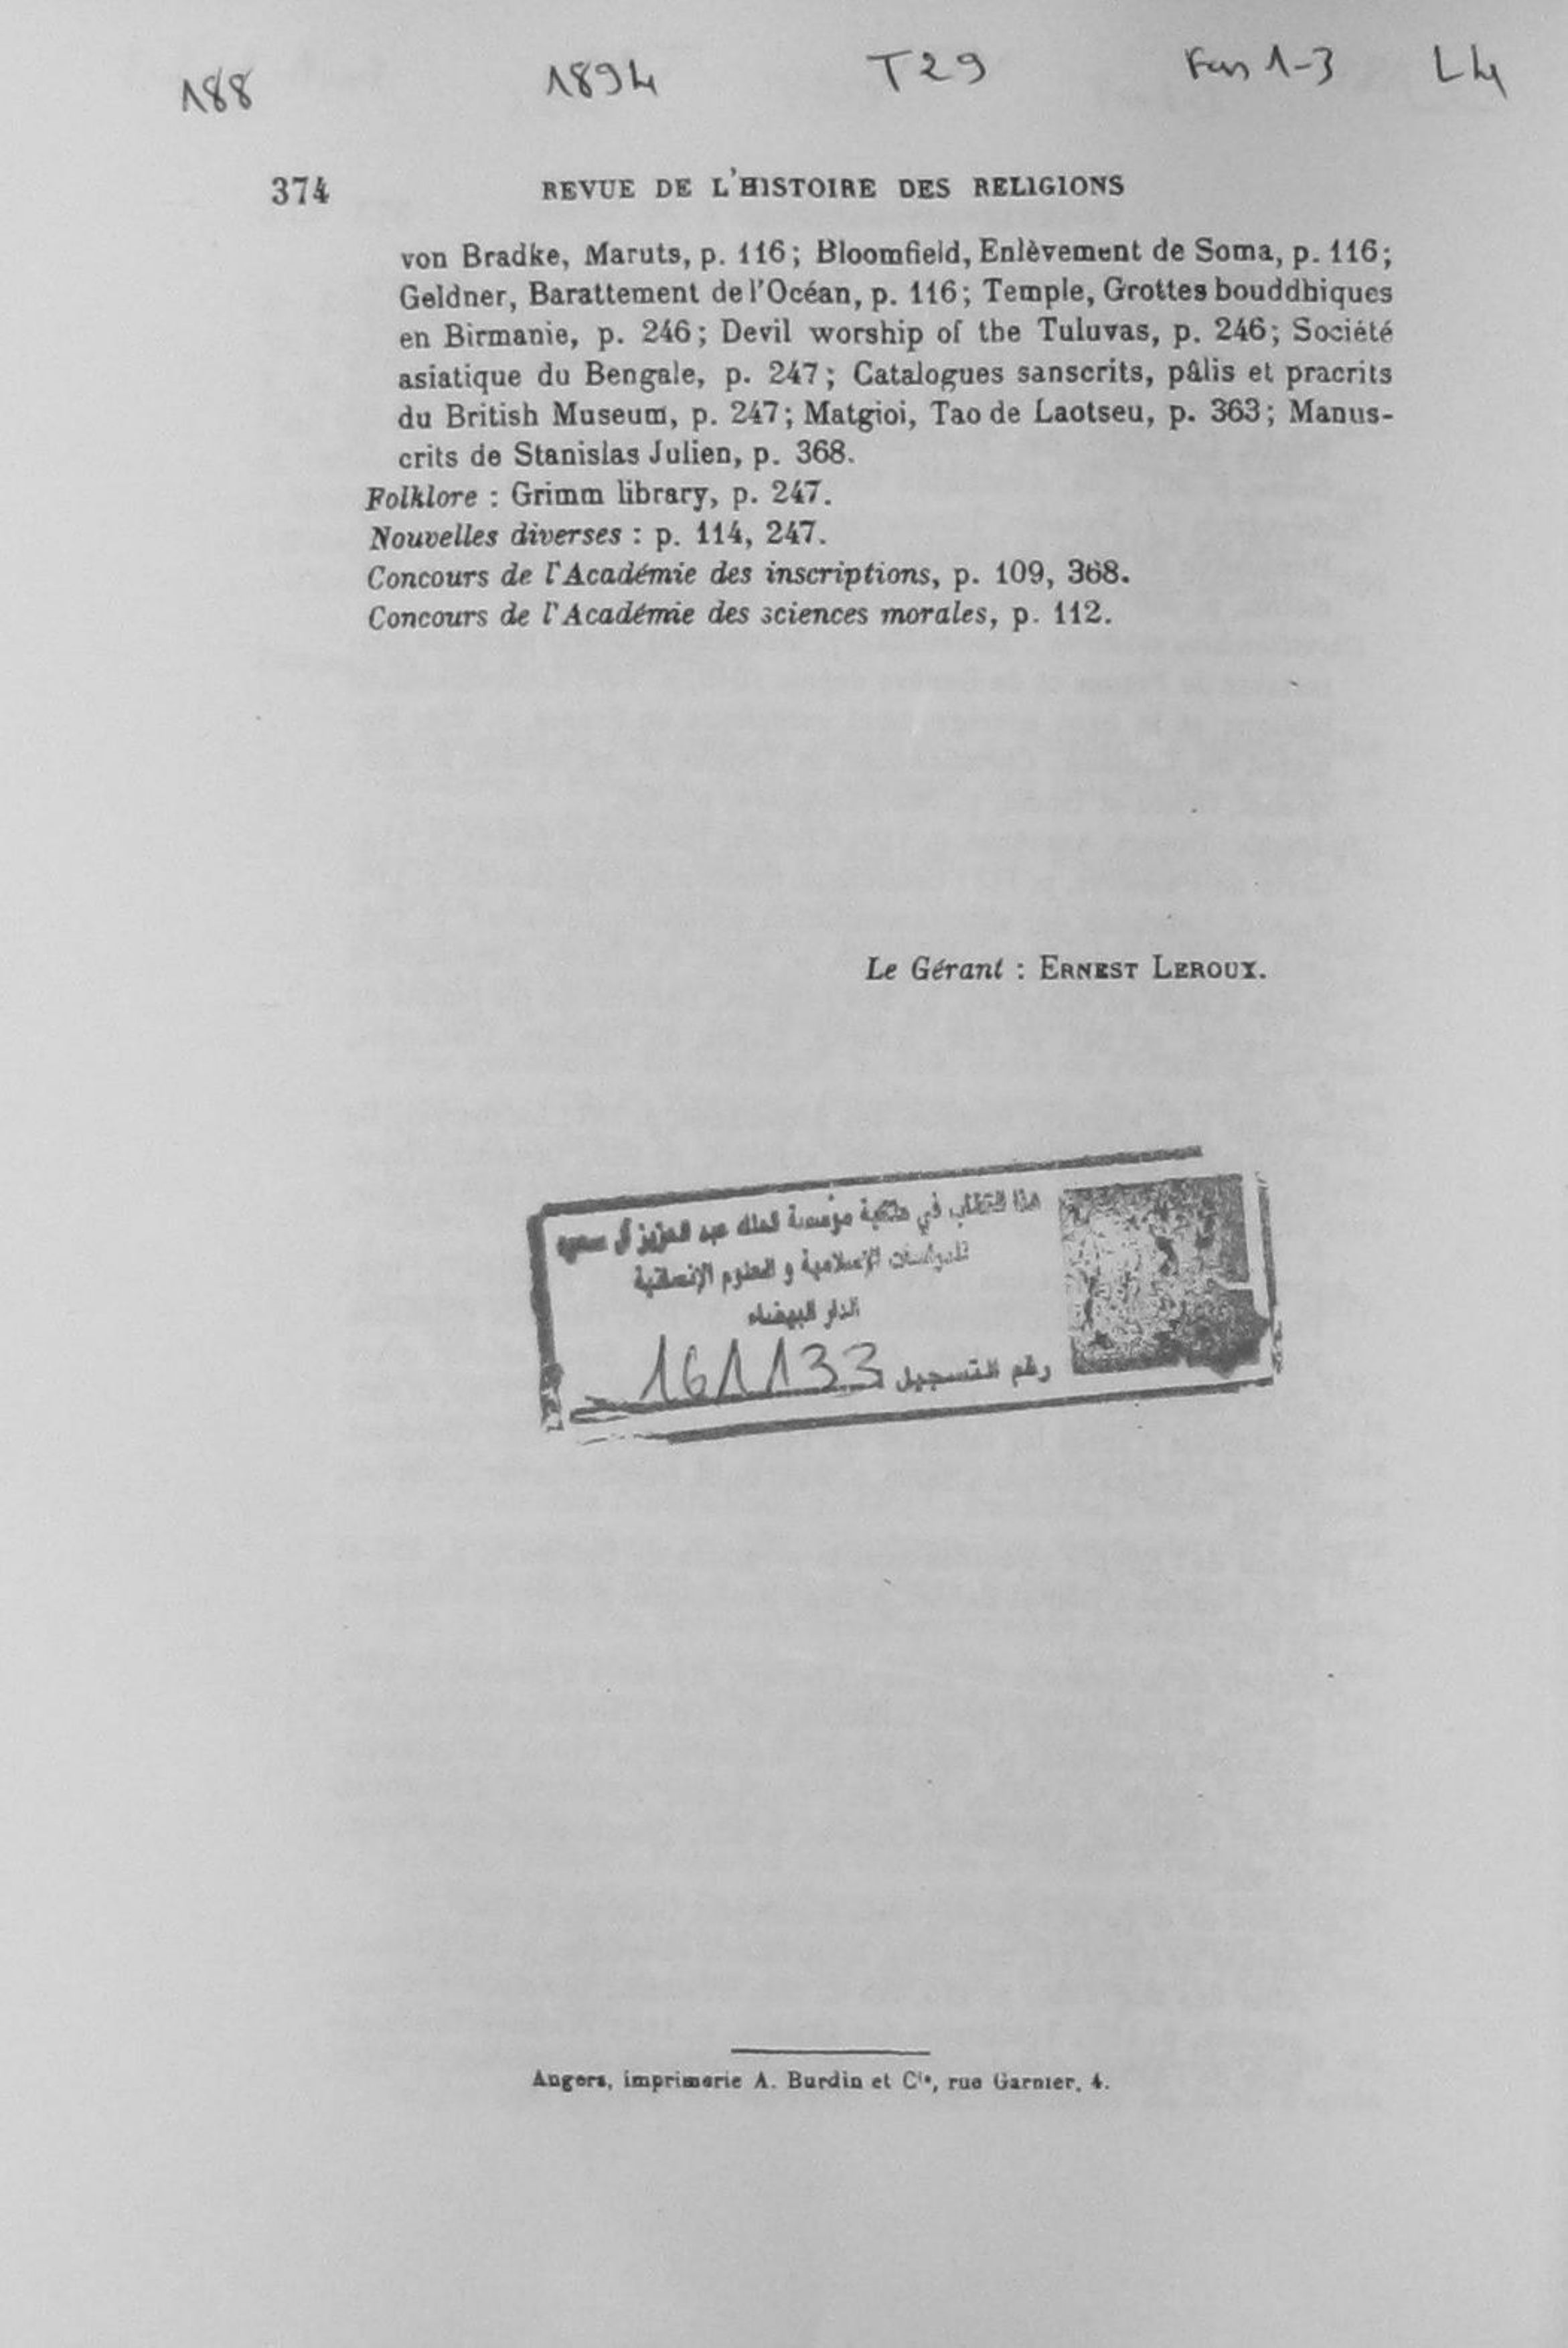 188 1894 T29 Fas 1-3 L4
374 REVUE DE L'HISTOIRE DES RELIGIONS
von Bradke, Maruts, p. 116; Bloomfield, Enlèvement de Soma, p. 116;
Geldner, Barattement de l'Océan, p. 116; Temple, Grottes bouddhiques
en Birmanie, p. 246; Devil worship of the Tuluvas, p. 246; Société
asiatique du Bengale, p. 247; Catalogues sanscrits, pâlis et pracrits
du British Museum, p. 247; Matgioi, Tao de Laotseu, p. 363; Manus-
crits de Stanislas Julien, p. 368.
Folklore : Grimm library, p. 247.
Nouvelles diverses : p. 114, 247.
Concours de l'Académie des inscriptions, p. 109, 368.
Concours de l'Académie des sciences morales, p. 112.
Le Gérant : ERNEST LEROUX.
هذا الكتاب في ملكية مؤسسة الملك عبد العزيز آل سعود
للدراسات الإسلامية و العلوم الإنسانية
الدار البيضاء
رقم التسجيل 161133
Angers, imprimerie A. Burdin et Cie, rue Garnier, 4.